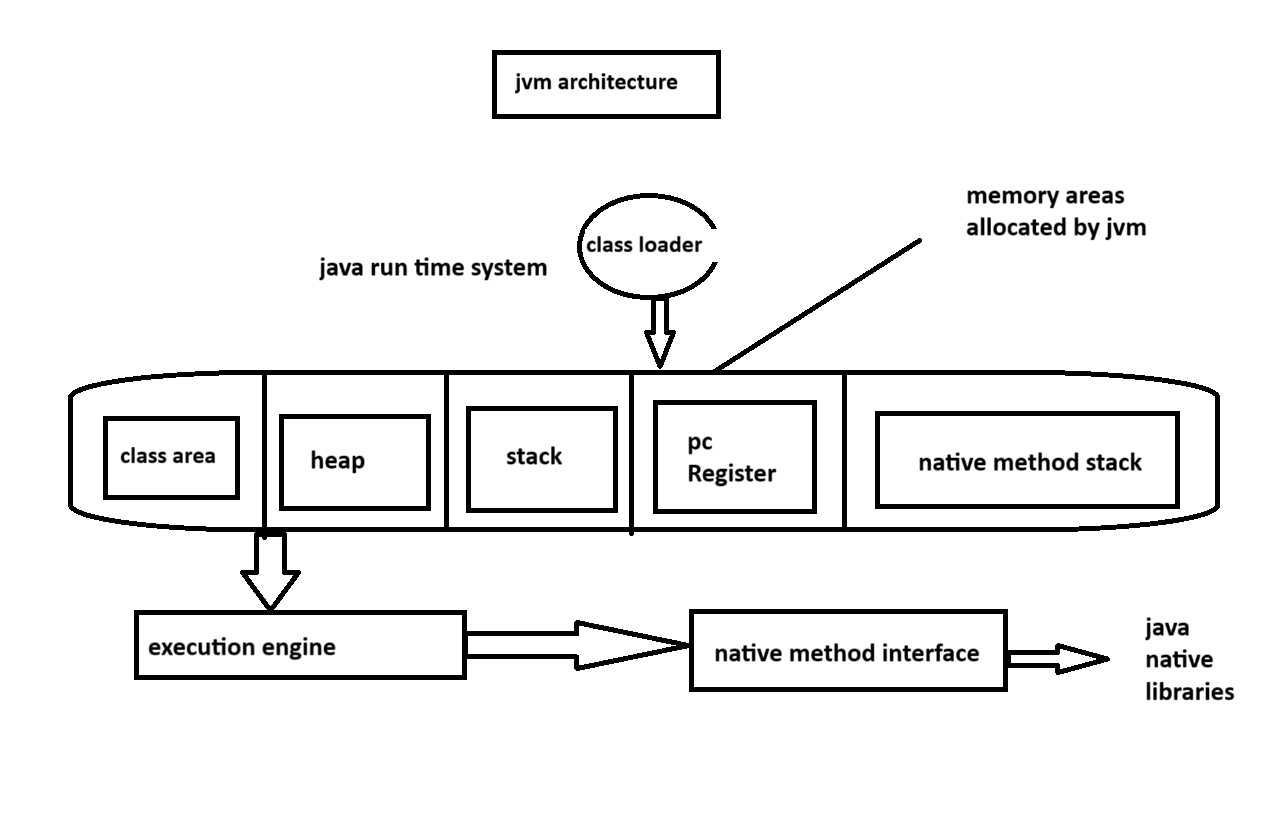 jvm architecture
memory areas
allocated by jvm
class loader
java run time system
class area
heap
stack
pc
Register
native method stack
execution engine
native method interface
java
native
libraries